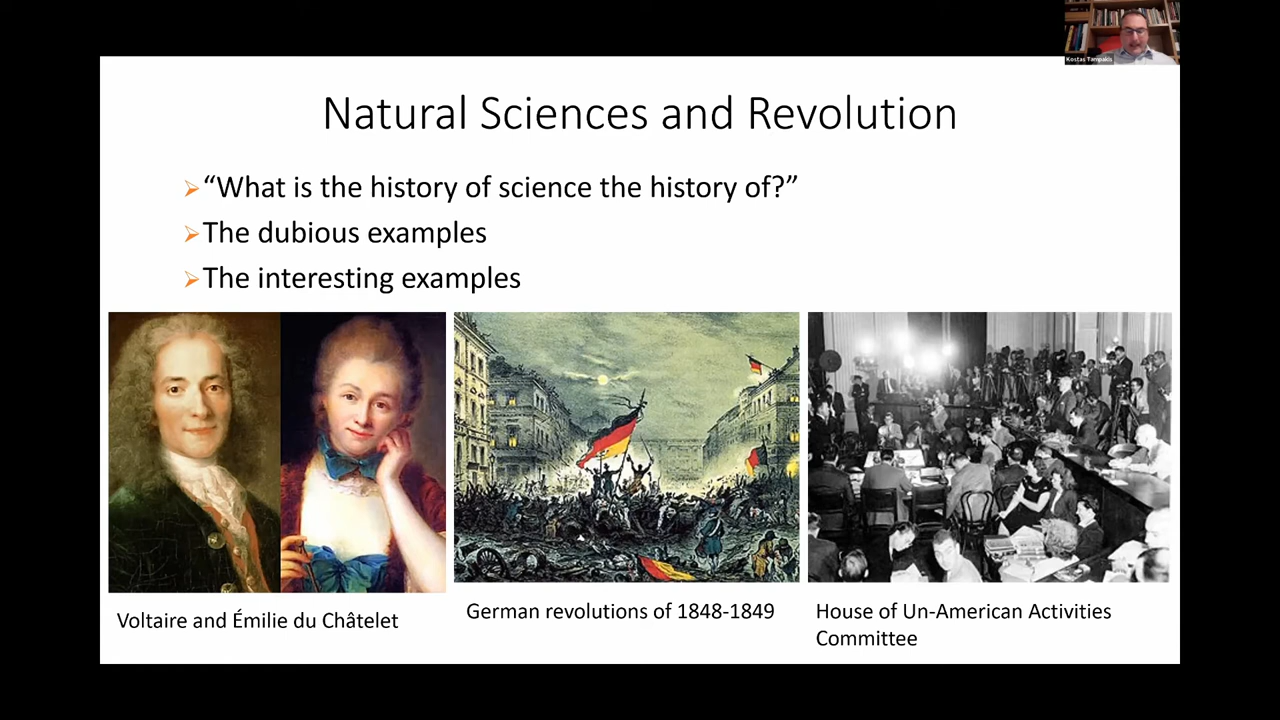 Kostas Tampakis
Natural Sciences and Revolution
“What is the history of science the history of?”
The dubious examples
The interesting examples
Voltaire and Émilie du Châtelet
German revolutions of 1848-1849
House of Un-American Activities
Committee